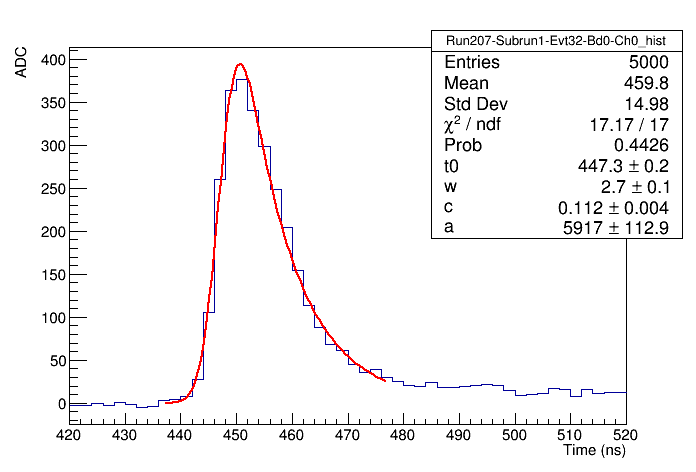 Run207-Subrun1-Evt32-Bd0-Ch0_hist
Entries 5000
Mean 459.8
Std Dev 14.98
χ² / ndf 17.17 / 17
Prob 0.4426
t0 447.3 ± 0.2
w 2.7 ± 0.1
c 0.112 ± 0.004
a 5917 ± 112.9
ADC
400
350
300
250
200
150
100
50
0
420 430 440 450 460 470 480 490 500 510 520
Time (ns)